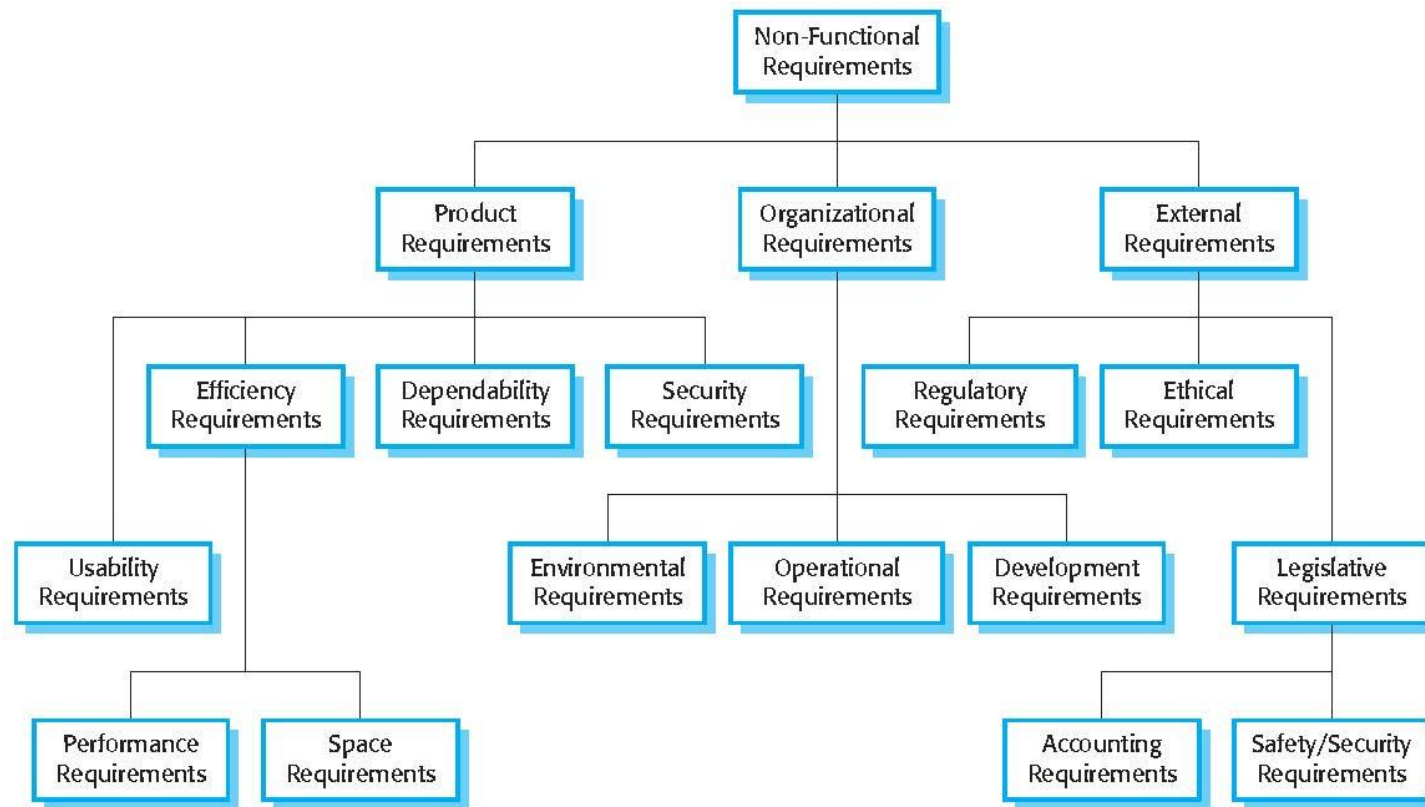 Non-Functional
Requirements
Product
Requirements
Organizational
Requirements
External
Requirements
Efficiency
Requirements
Dependability
Requirements
Security
Requirements
Regulatory
Requirements
Ethical
Requirements
Usability
Requirements
Environmental
Requirements
Operational
Requirements
Development
Requirements
Legislative
Requirements
Performance
Requirements
Space
Requirements
Accounting
Requirements
Safety/Security
Requirements